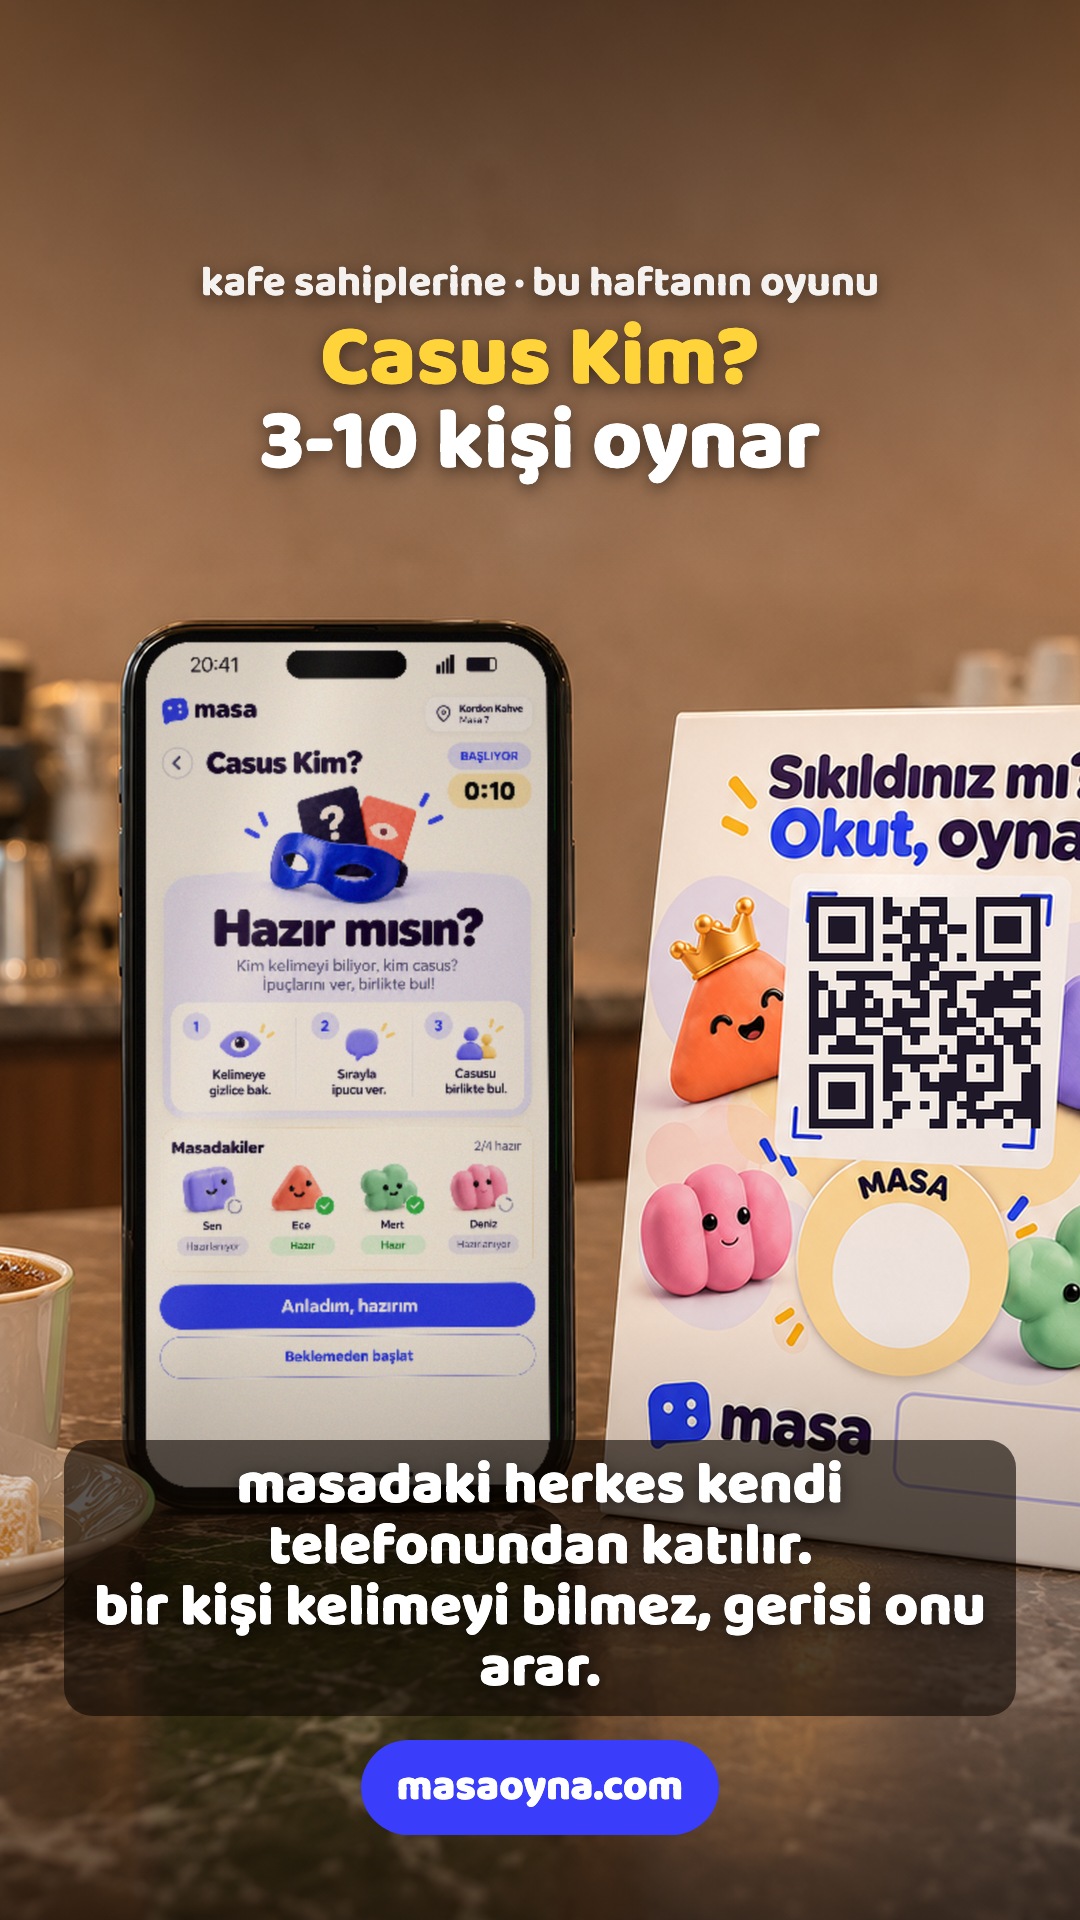 kafe sahiplerine · bu haftanın oyunu
Casus Kim?
3-10 kişi oynar
20:41
masa
Kordon Kahve
Masa 7
Casus Kim?
BAŞLIYOR
0:10
?
Hazır mısın?
Kim kelimeyi biliyor, kim casus?
İpuçlarını ver, birlikte bul!
1
2
3
Kelimeye
gizlice bak.
Sırayla
ipucu ver.
Casusu
birlikte bul.
Masadakiler
2/4 hazır
Sen
Ece
Mert
Deniz
Hazırlanıyor
Hazır
Hazır
Hazırlanıyor
Anladım, hazırım
Beklemeden başlat
Sıkıldınız mı?
Okut, oyna
MASA
masa
masadaki herkes kendi
telefonundan katılır.
bir kişi kelimeyi bilmez, gerisi onu
arar.
masaoyna.com